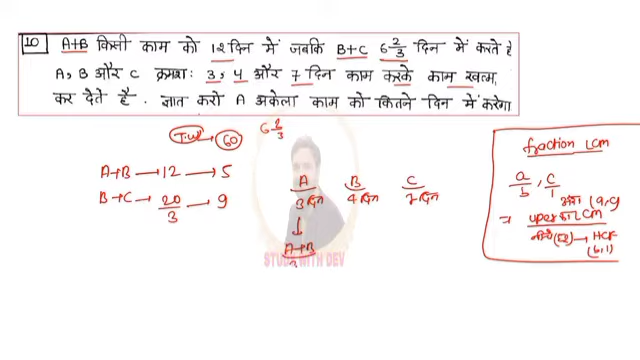 10 A+B किसी काम को 12 दिन में जबकि B+C 6 2/3 दिन में करते है
A, B और C क्रमशः 3, 4 और 7 दिन काम करके काम खत्म
कर देते है. ज्ञात करो A अकेला काम को कितने दिन में करेगा
T.W → 60
6 2/3
A+B → 12 → 5
B+C → 20/3 → 9
A/3 दिन B/4 दिन C/7 दिन
↓
A+B
STUDY WITH DEV
fraction LCM
a/b, c/1
(a, c)
= uper का LCM
→ HCF
(b, 1)